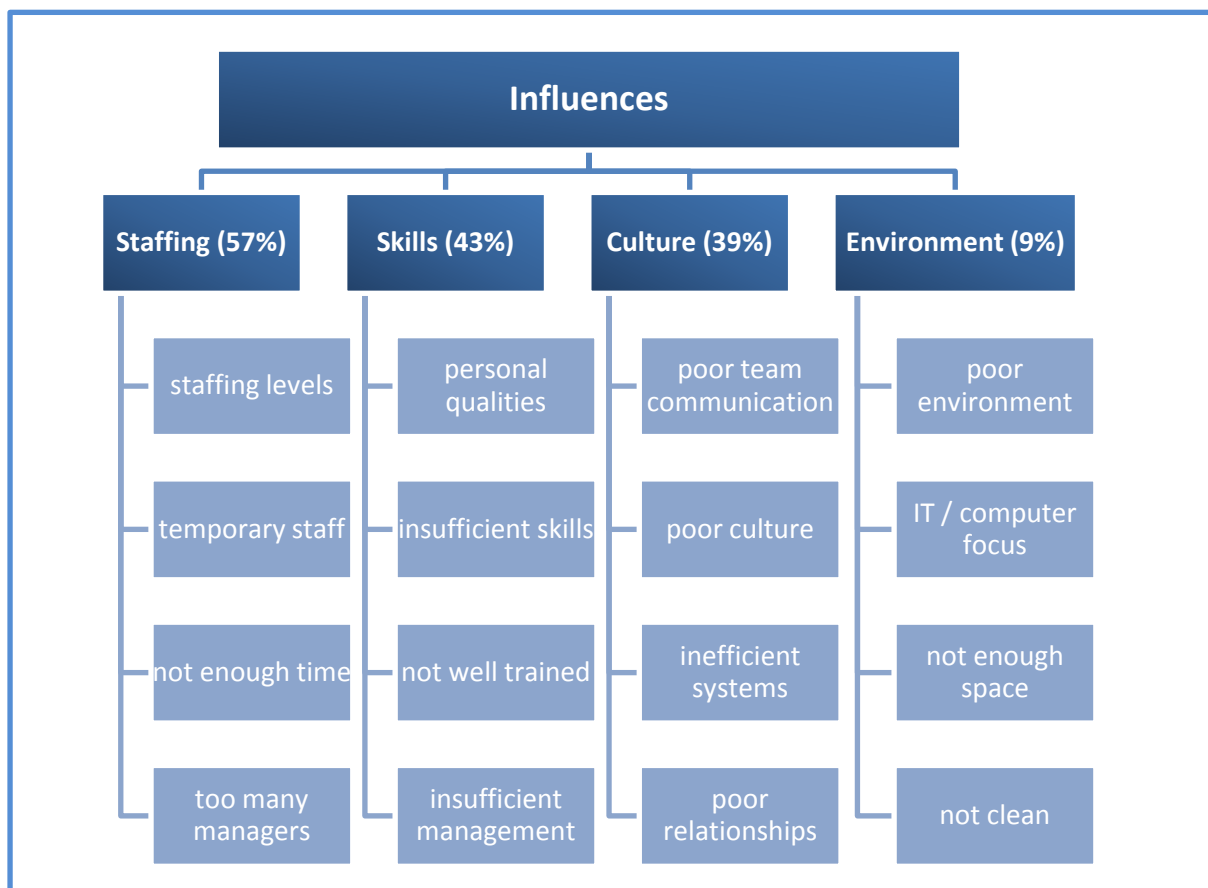 Influences
Staffing (57%)
Skills (43%)
Culture (39%)
Environment (9%)
staffing levels
temporary staff
not enough time
too many
managers
personal
qualities
insufficient skills
not well trained
insufficient
management
poor team
communication
poor culture
inefficient
systems
poor
relationships
poor
environment
IT / computer
focus
not enough
space
not clean